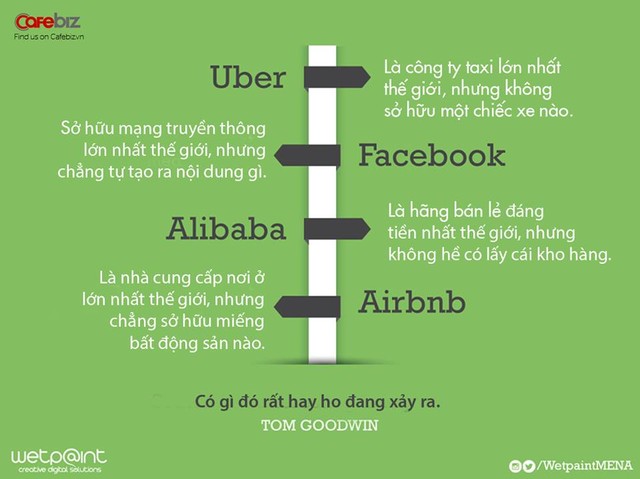 CAFEBIZ
Find us on Cafebiz.vn
Uber
Là công ty taxi lớn nhất
thế giới, nhưng không
sở hữu một chiếc xe nào.
Sở hữu mạng truyền thông
lớn nhất thế giới, nhưng
chẳng tự tạo ra nội dung gì.
Facebook
Alibaba
Là hãng bán lẻ đáng
tiền nhất thế giới, nhưng
không hề có lấy cái kho hàng.
Là nhà cung cấp nơi ở
lớn nhất thế giới, nhưng
chẳng sở hữu miếng
bất động sản nào.
Airbnb
Có gì đó rất hay ho đang xảy ra.
TOM GOODWIN
wetp@int
creative digital solutions
/WetpaintMENA